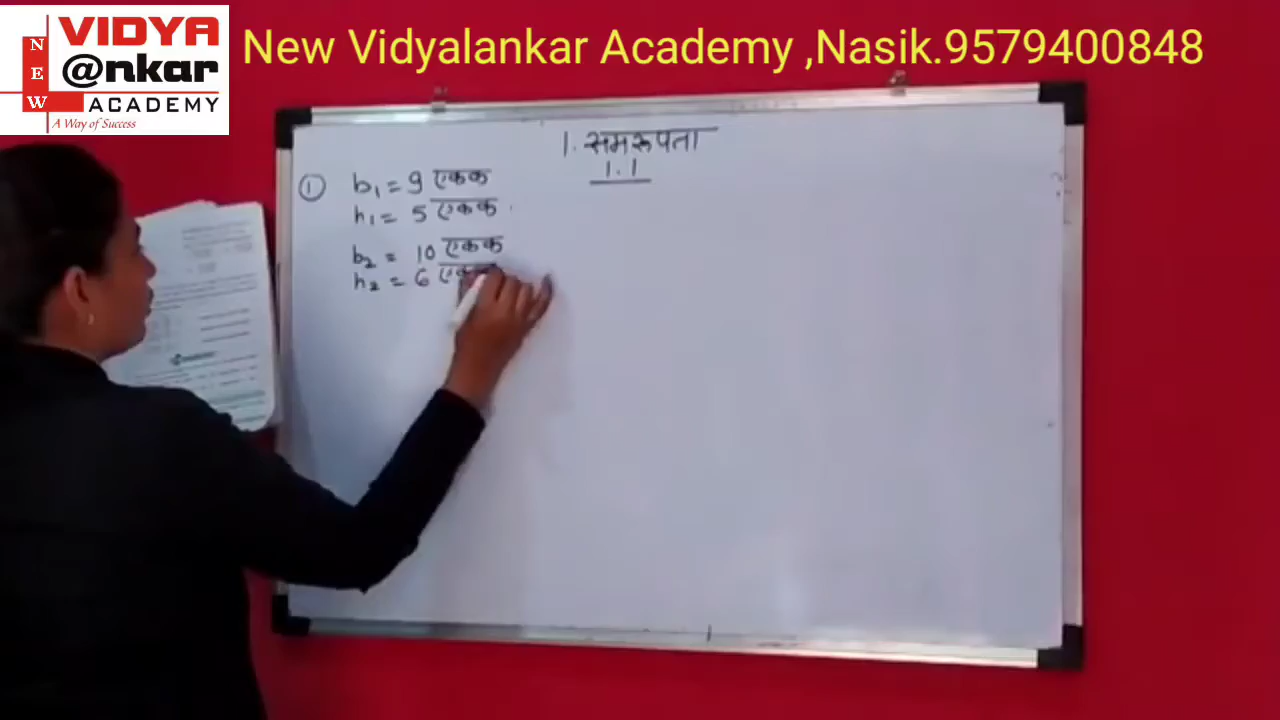 VIDYA
NEW
@nkar
ACADEMY
A Way of Success
New Vidyalankar Academy ,Nasik.9579400848
1. समरूपता
1.1
① b₁ = 9 एकक
h₁ = 5 एकक
b₂ = 10 एकक
h₂ = 6 एकक